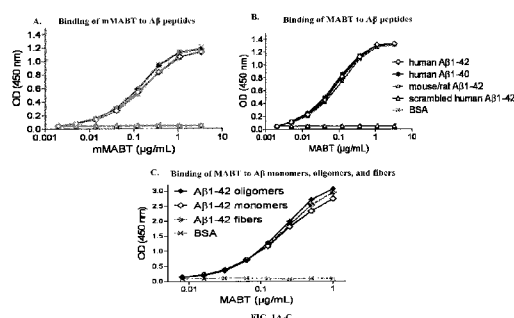 A. Binding of mMABT to Aβ peptides
OD (450 nm)
1.4
1.2
1.0
0.8
0.6
0.4
0.2
0.0
0.001 0.01 0.1 1 10
mMABT (µg/mL)
B. Binding of MABT to Aβ peptides
OD (450 nm)
1.4
1.2
1.0
0.8
0.6
0.4
0.2
0.0
0.001 0.01 0.1 1 10
MABT (µg/mL)
human Aβ1-42
human Aβ1-40
mouse/rat Aβ1-42
scrambled human Aβ1-42
BSA
C. Binding of MABT to Aβ monomers, oligomers, and fibers
OD (450 nm)
3.0
2.5
2.0
1.5
1.0
0.5
0.0
0.01 0.1 1
MABT (µg/mL)
Aβ1-42 oligomers
Aβ1-42 monomers
Aβ1-42 fibers
BSA
FIG. 1A-C